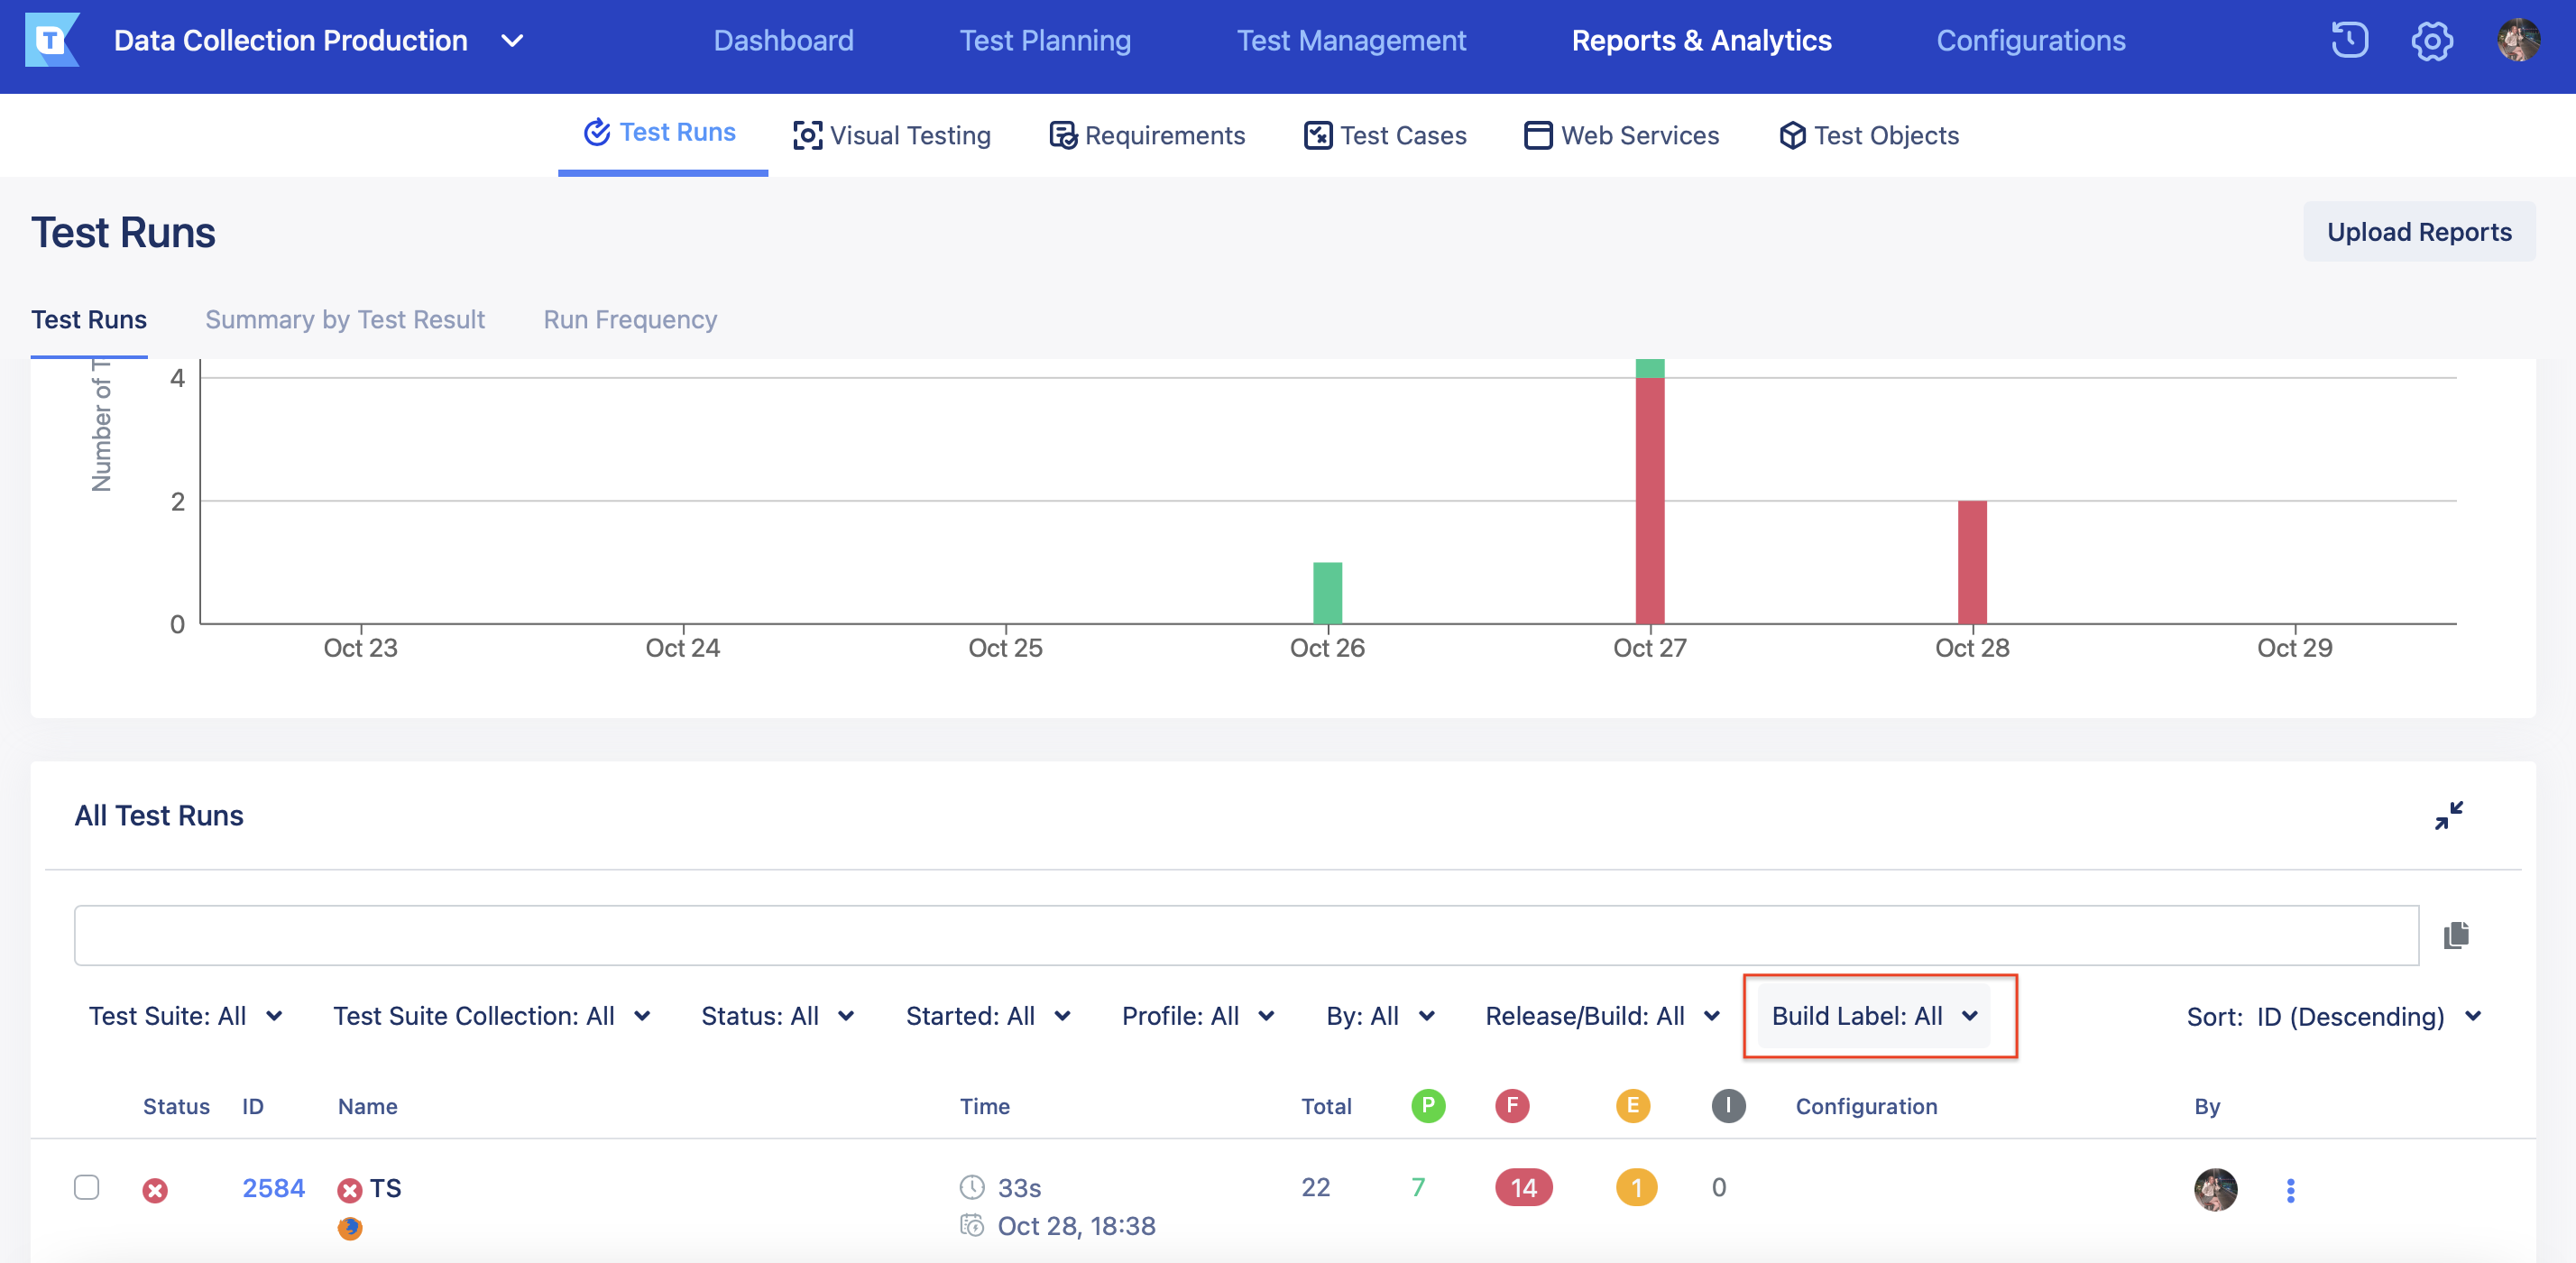 T
Data Collection Production
Dashboard
Test Planning
Test Management
Reports & Analytics
Configurations
Test Runs
Visual Testing
Requirements
Test Cases
Web Services
Test Objects
Test Runs
Upload Reports
Test Runs
Summary by Test Result
Run Frequency
Number of
4
2
0
Oct 23
Oct 24
Oct 25
Oct 26
Oct 27
Oct 28
Oct 29
All Test Runs
Test Suite: All
Test Suite Collection: All
Status: All
Started: All
Profile: All
By: All
Release/Build: All
Build Label: All
Sort: ID (Descending)
Status
ID
Name
Time
Total
P
F
E
I
Configuration
By
2584
TS
33s
22
7
14
1
0
Oct 28, 18:38